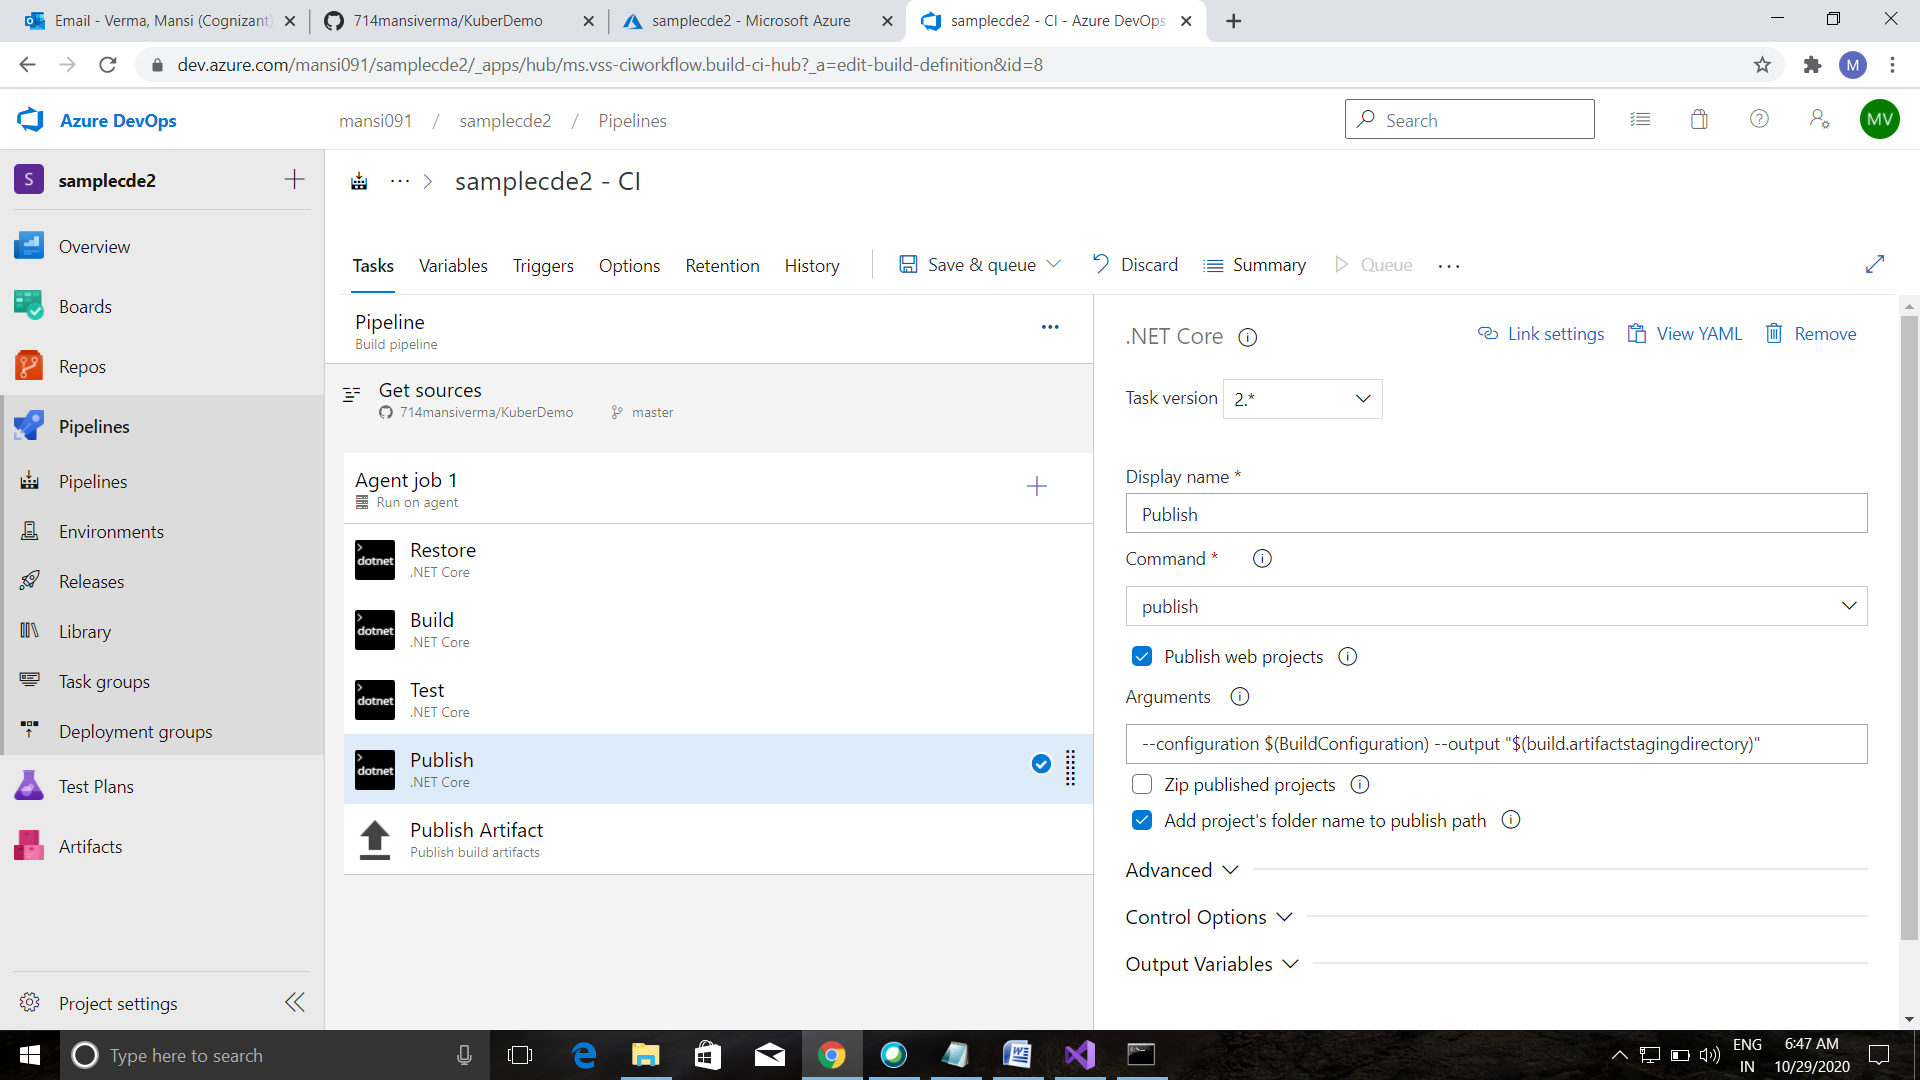 Email - Verma, Mansi (Cognizant)
714mansiverma/KuberDemo
samplecde2 - Microsoft Azure
samplecde2 - CI - Azure DevOps
dev.azure.com/mansi091/samplecde2/_apps/hub/ms.vss-ciworkflow.build-ci-hub?_a=edit-build-definition&id=8
M
Azure DevOps
mansi091 / samplecde2 / Pipelines
Search
MV
S samplecde2
Overview
Boards
Repos
Pipelines
Pipelines
Environments
Releases
Library
Task groups
Deployment groups
Test Plans
Artifacts
Project settings
··· > samplecde2 - CI
Tasks Variables Triggers Options Retention History Save & queue Discard Summary Queue ···
Pipeline
Build pipeline
Get sources
714mansiverma/KuberDemo master
Agent job 1
Run on agent
dotnet
Restore
.NET Core
dotnet
Build
.NET Core
dotnet
Test
.NET Core
dotnet
Publish
.NET Core
Publish Artifact
Publish build artifacts
.NET Core Link settings View YAML Remove
Task version 2.*
Display name *
Publish
Command *
publish
Publish web projects
Arguments
--configuration $(BuildConfiguration) --output "$(build.artifactstagingdirectory)"
Zip published projects
Add project's folder name to publish path
Advanced
Control Options
Output Variables
Type here to search
ENG
IN
6:47 AM
10/29/2020